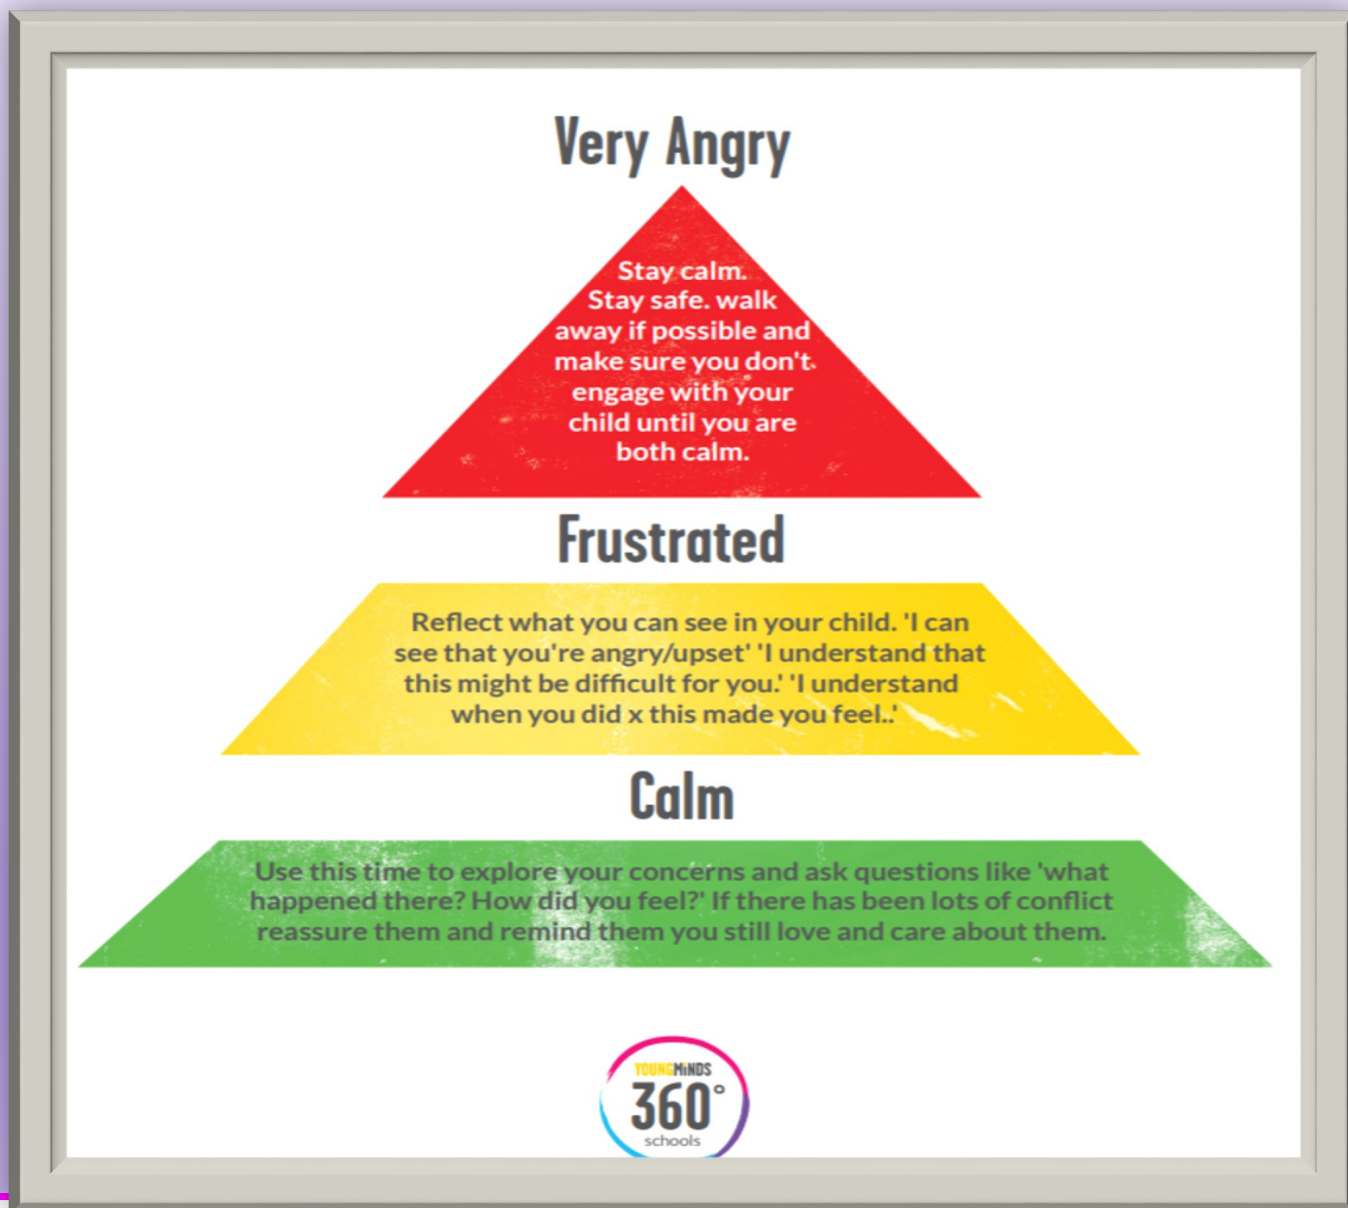 Very Angry
Stay calm.
Stay safe. walk
away if possible and
make sure you don't
engage with your
child until you are
both calm.
Frustrated
Reflect what you can see in your child. 'I can
see that you're angry/upset' 'I understand that
this might be difficult for you.' 'I understand
when you did x this made you feel..'
Calm
Use this time to explore your concerns and ask questions like 'what
happened there? How did you feel?' If there has been lots of conflict
reassure them and remind them you still love and care about them.
YOUNGMiNDS
360°
schools